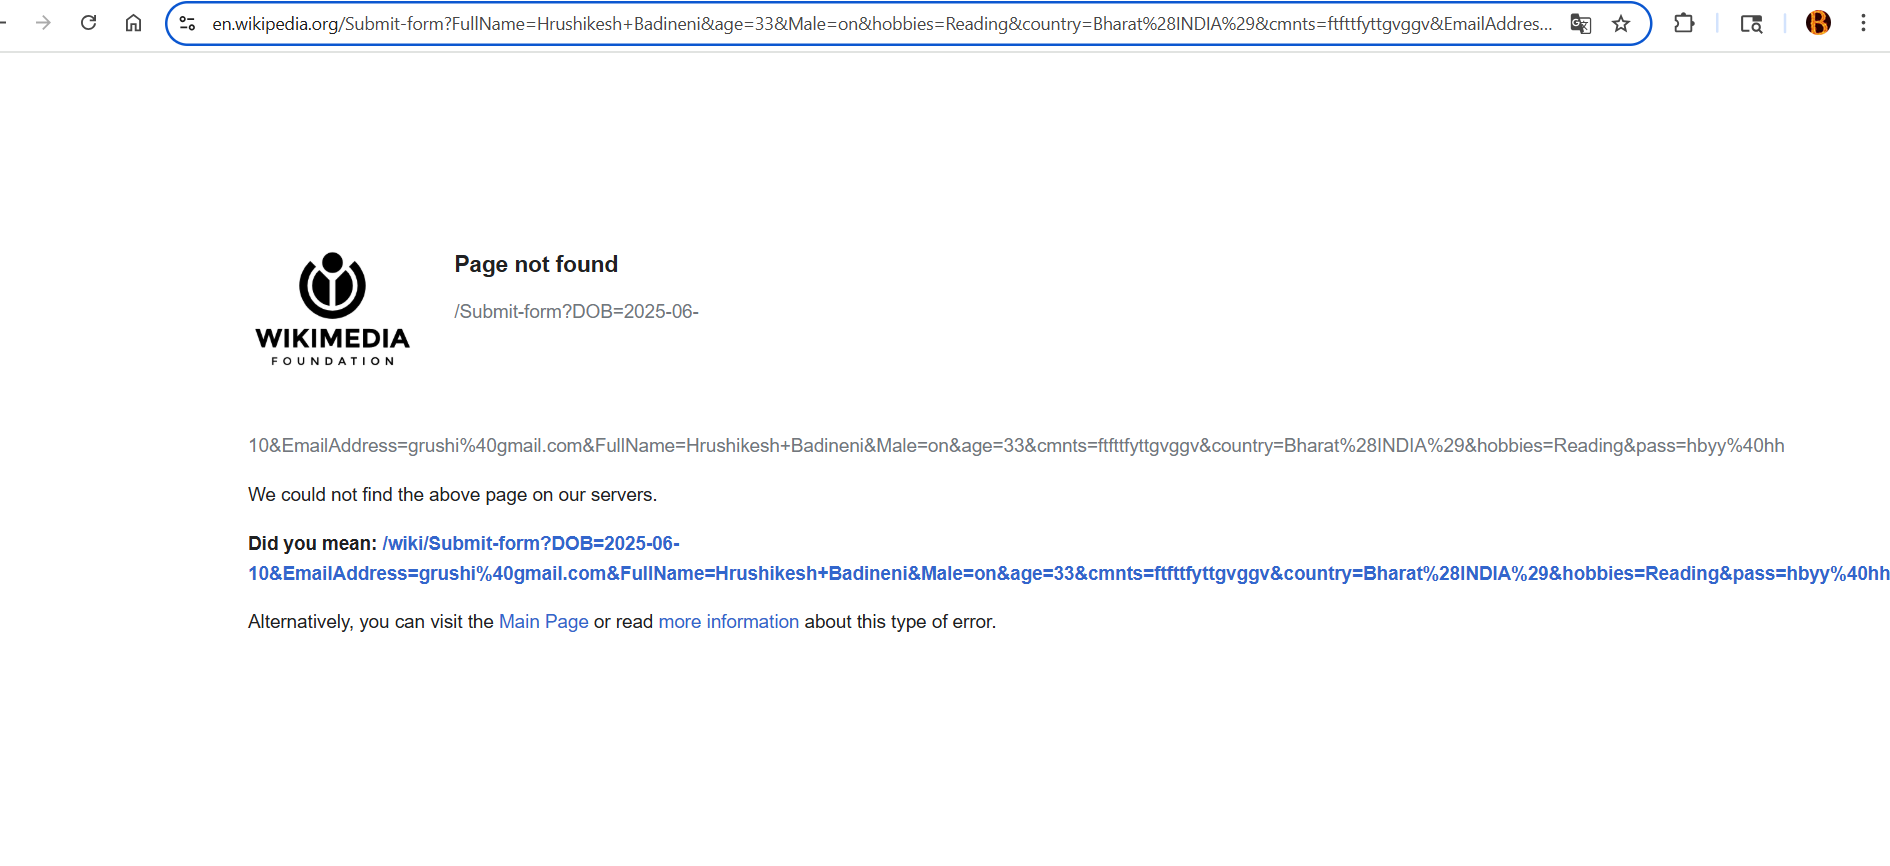 en.wikipedia.org/Submit-form?FullName=Hrushikesh+Badineni&age=33&Male=on&hobbies=Reading&country=Bharat%28INDIA%29&cmnts=ftfttfyttgvggv&EmailAddres...
WIKIMEDIA
FOUNDATION
Page not found
/Submit-form?DOB=2025-06-
10&EmailAddress=grushi%40gmail.com&FullName=Hrushikesh+Badineni&Male=on&age=33&cmnts=ftfttfyttgvggv&country=Bharat%28INDIA%29&hobbies=Reading&pass=hbyy%40hh
We could not find the above page on our servers.
Did you mean: /wiki/Submit-form?DOB=2025-06-
10&EmailAddress=grushi%40gmail.com&FullName=Hrushikesh+Badineni&Male=on&age=33&cmnts=ftfttfyttgvggv&country=Bharat%28INDIA%29&hobbies=Reading&pass=hbyy%40hh
Alternatively, you can visit the Main Page or read more information about this type of error.